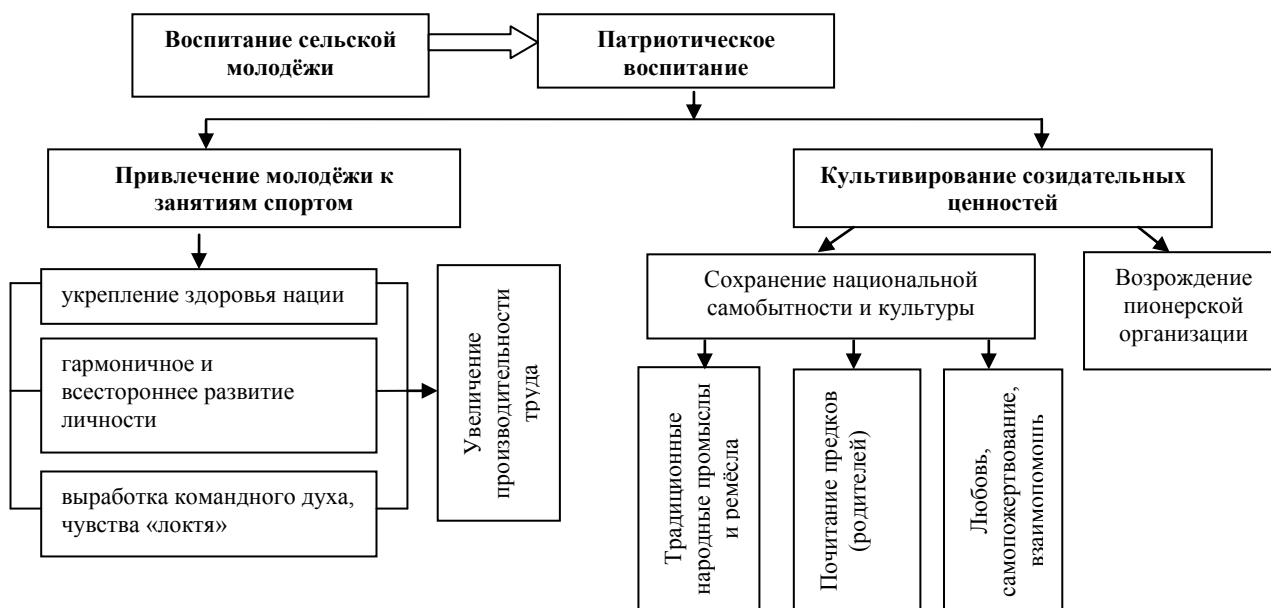 Воспитание сельской
молодёжи
Патриотическое
воспитание
Привлечение молодёжи к
занятиям спортом
Культивирование созидательных
ценностей
укрепление здоровья нации
гармоничное и
всестороннее развитие
личности
выработка командного духа,
чувства «локтя»
Увеличение
производительности
труда
Сохранение национальной
самобытности и культуры
Возрождение
пионерской
организации
Традиционные
народные промыслы
и ремёсла
Почитание предков
(родителей)
Любовь,
самопожертвование,
взаимопомошь